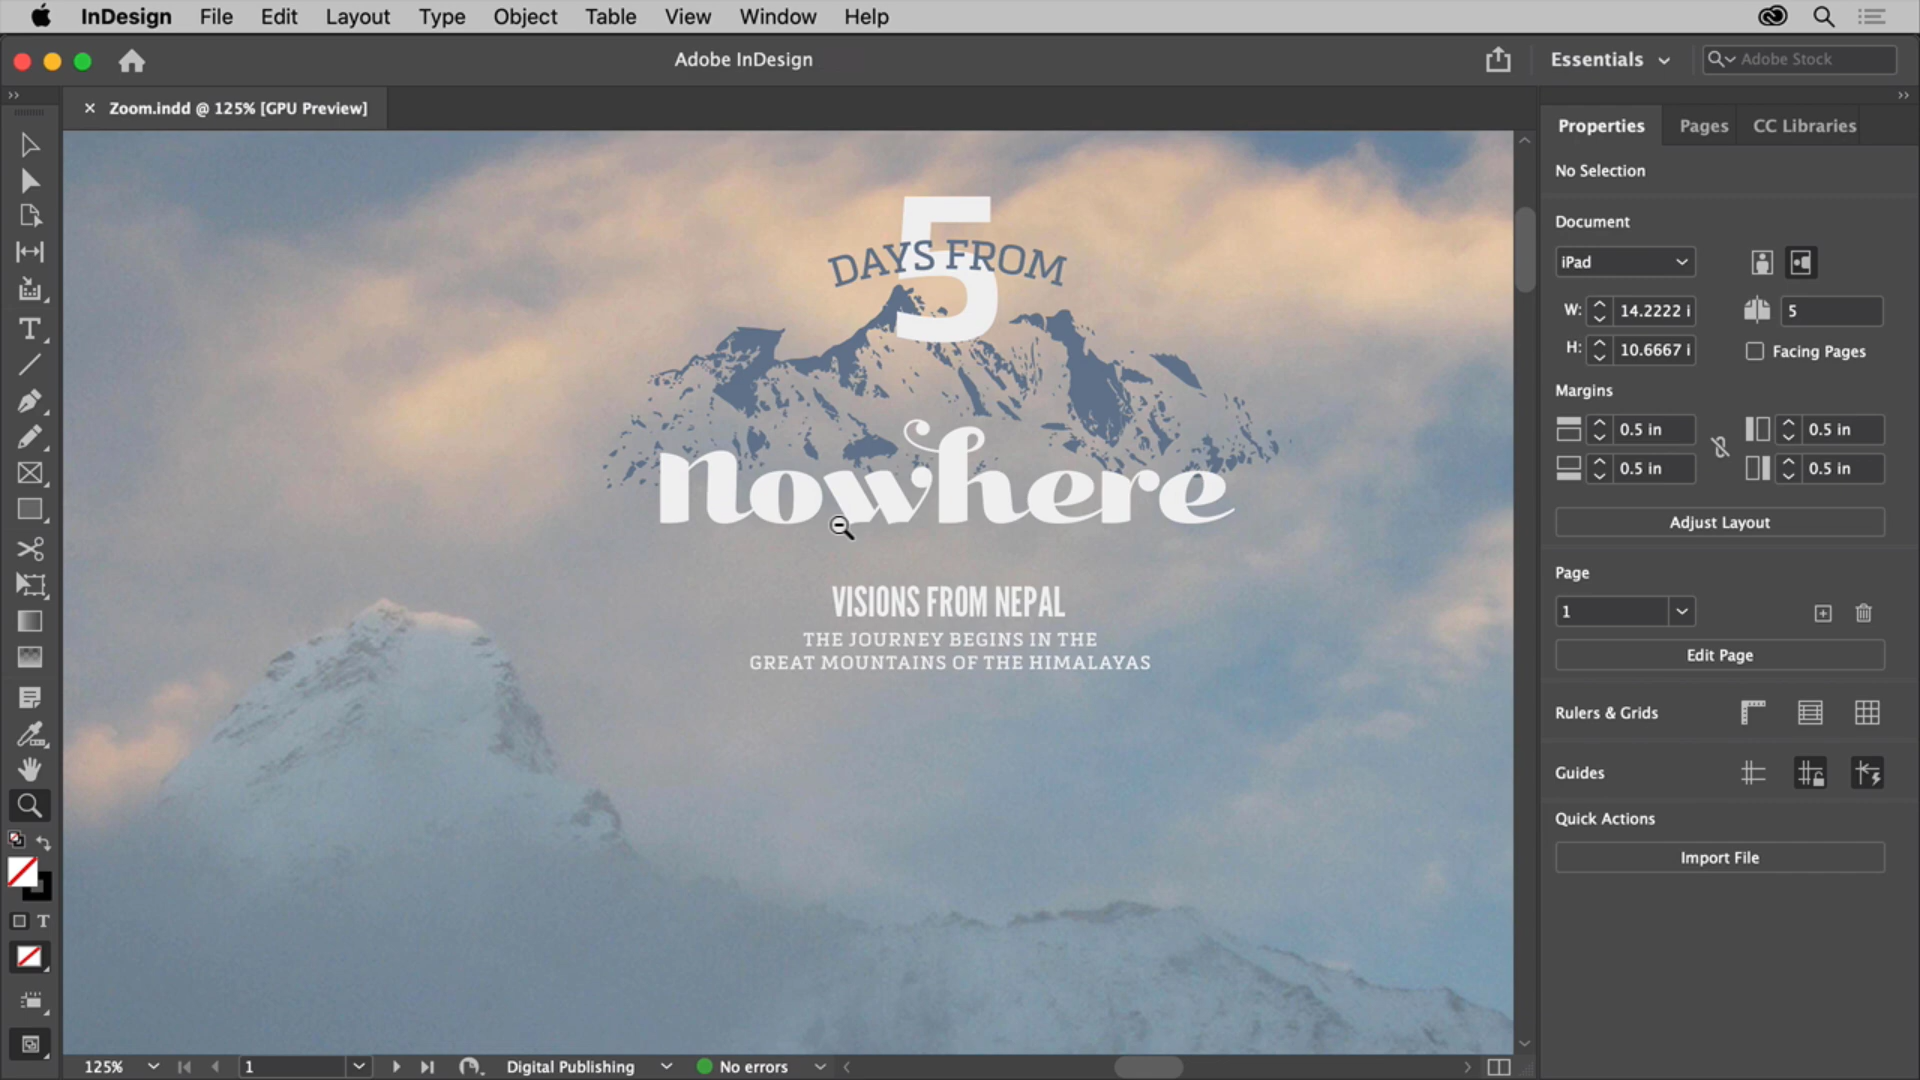 InDesign File Edit Layout Type Object Table View Window Help
Adobe InDesign
Essentials
Adobe Stock
× Zoom.indd @ 125% [GPU Preview]
Properties Pages CC Libraries
No Selection
Document
iPad
W: 14.2222 i
5
H: 10.6667 i
Facing Pages
Margins
0.5 in
0.5 in
0.5 in
0.5 in
Adjust Layout
Page
1
Edit Page
Rulers & Grids
Guides
Quick Actions
Import File
5
DAYS FROM
nowhere
VISIONS FROM NEPAL
THE JOURNEY BEGINS IN THE
GREAT MOUNTAINS OF THE HIMALAYAS
125% 1 Digital Publishing No errors